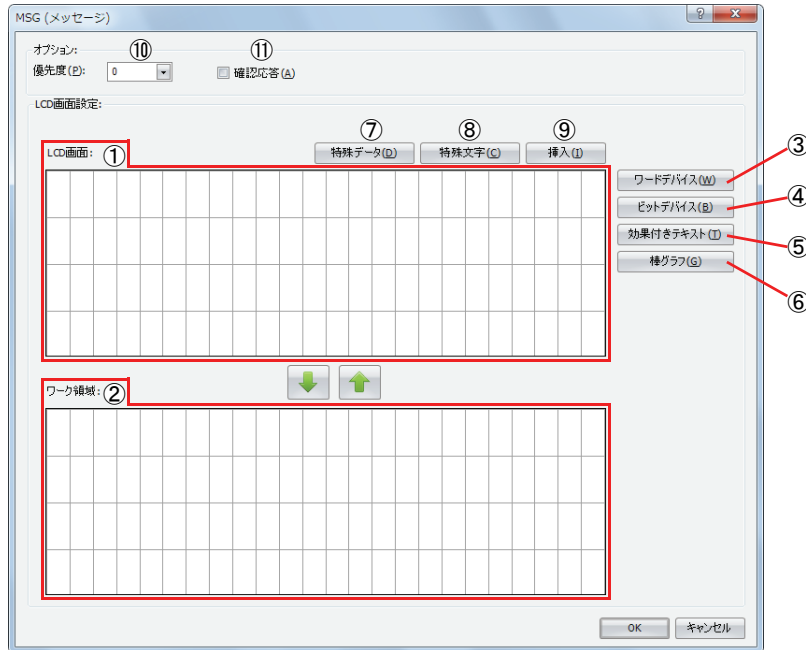 MSG (メッセージ)
オプション: ⑩ ⑪
優先度(P): 0 確認応答(A)
LCD画面設定:
⑦ ⑧ ⑨
LCD画面: ① 特殊データ(D) 特殊文字(C) 挿入(I)
③
ワードデバイス(W)
④
ビットデバイス(B)
⑤
効果付きテキスト(T)
棒グラフ(G)
⑥
ワーク領域: ②
OK キャンセル